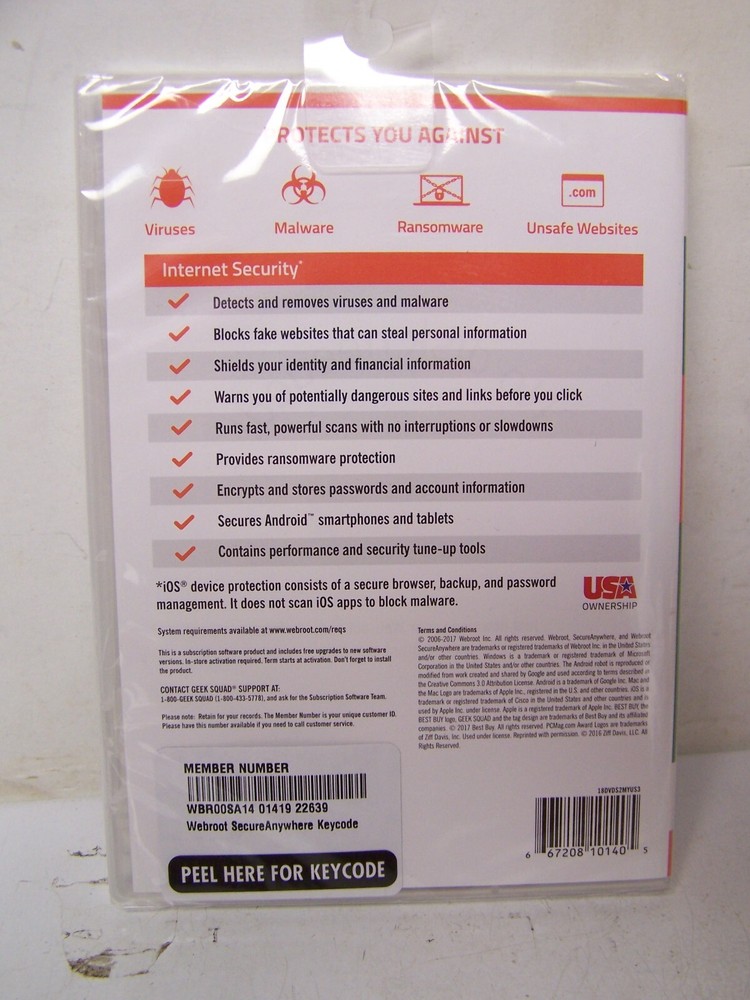 PROTECTS YOU AGAINST
.com
Viruses
Malware
Ransomware
Unsafe Websites
Internet Security*
Detects and removes viruses and malware
Blocks fake websites that can steal personal information
Shields your identity and financial information
Warns you of potentially dangerous sites and links before you click
Runs fast, powerful scans with no interruptions or slowdowns
Provides ransomware protection
Encrypts and stores passwords and account information
Secures Android™ smartphones and tablets
Contains performance and security tune-up tools
*iOS® device protection consists of a secure browser, backup, and password
management. It does not scan iOS apps to block malware.
USA
OWNERSHIP
System requirements available at www.webroot.com/reqs
This is a subscription software product and includes free upgrades to new software
versions. In-store activation required. Term starts at activation. Don't forget to install
the product.
CONTACT GEEK SQUAD® SUPPORT AT:
1-800-GEEK SQUAD (1-800-433-5778), and ask for the Subscription Software Team.
Please note: Retain for your records. The Member Number is your unique customer ID.
Please have this number available if you need to call customer service.
Terms and Conditions
© 2006-2017 Webroot Inc. All rights reserved. Webroot, SecureAnywhere, and Webroot
SecureAnywhere are trademarks or registered trademarks of Webroot Inc. in the United States
and/or other countries. Windows is a trademark or registered trademark of Microsoft
Corporation in the United States and/or other countries. The Android robot is reproduced or
modified from work created and shared by Google and used according to terms described in
the Creative Commons 3.0 Attribution License. Android is a trademark of Google Inc. Mac and
the Mac Logo are trademarks of Apple Inc., registered in the U.S. and other countries. iOS is a
trademark or registered trademark of Cisco in the United States and other countries and is
used by Apple Inc. under license. Apple is a registered trademark of Apple Inc. BEST BUY, the
BEST BUY logo, GEEK SQUAD and the tag design are trademarks of Best Buy and its affiliated
companies. © 2017 Best Buy. All rights reserved. PCMag.com Award Logos are trademarks
of Ziff Davis, Inc. Used under license. Reprinted with permission. © 2016 Ziff Davis, LLC. All
Rights Reserved.
MEMBER NUMBER
WBR00SA14 01419 22639
Webroot SecureAnywhere Keycode
PEEL HERE FOR KEYCODE
18DVDS2MYUS3
6 67208 10140 5